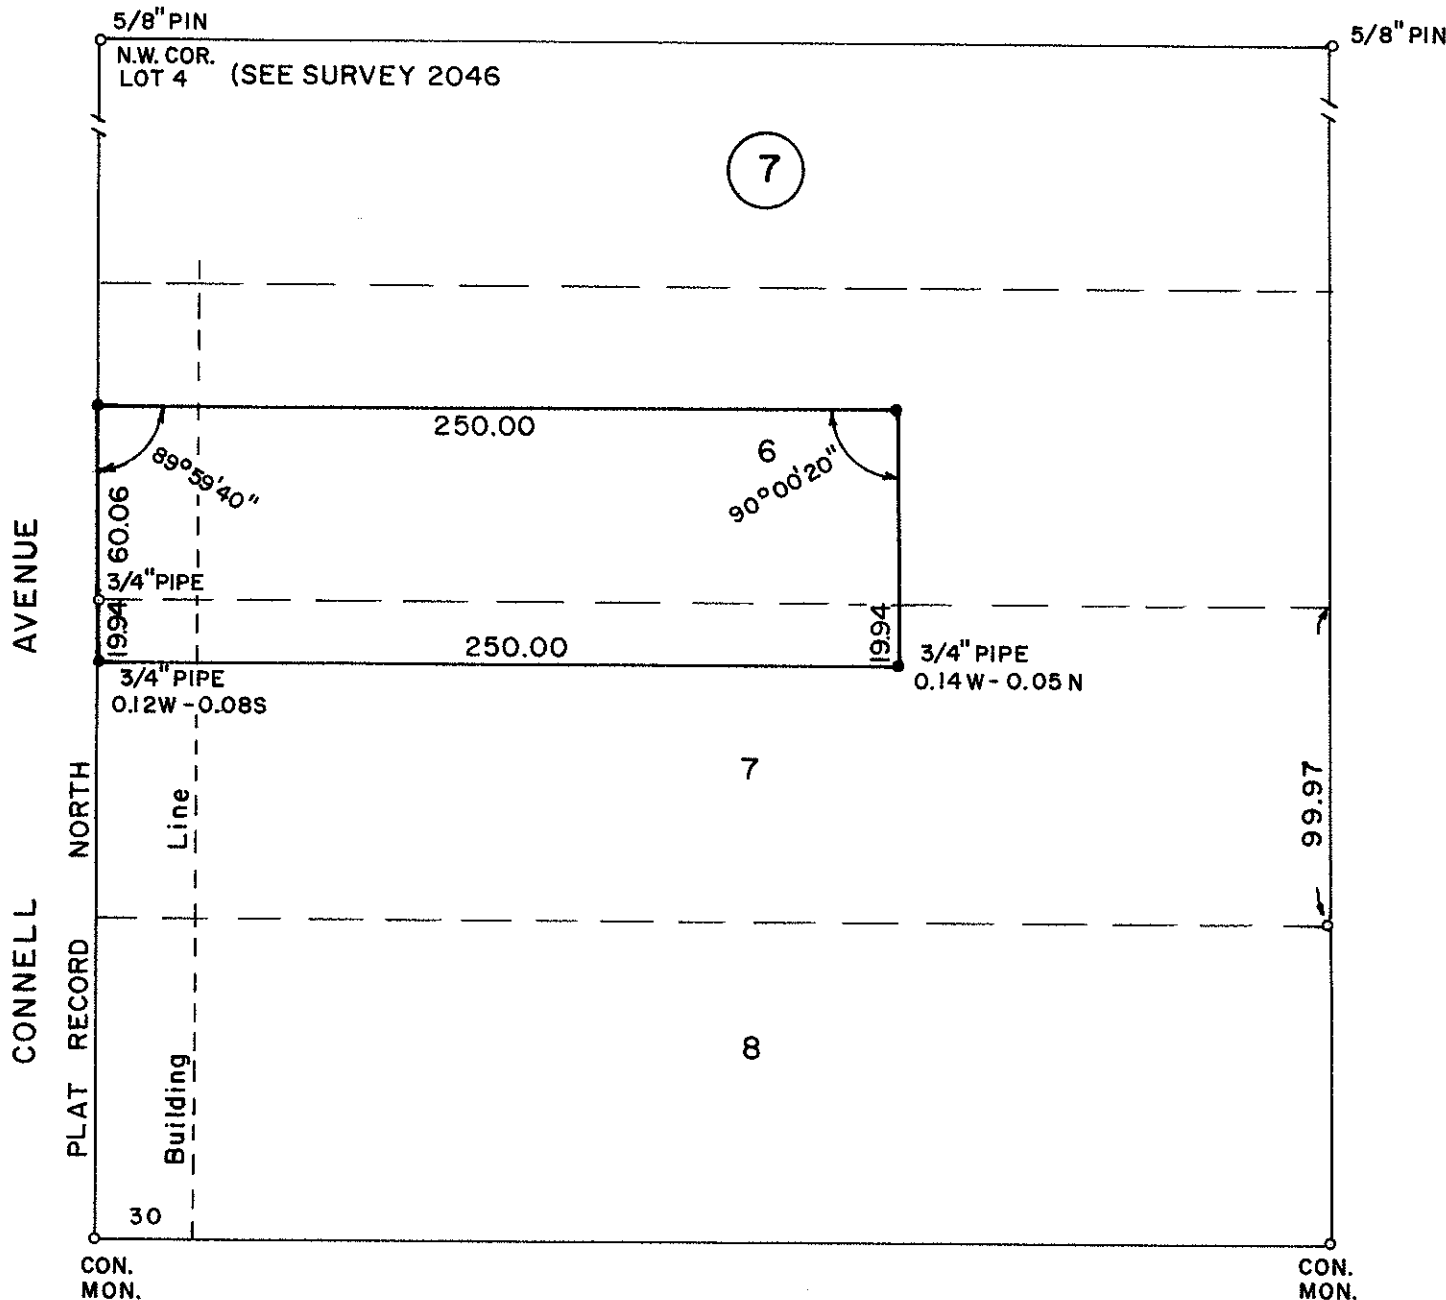 5/8" PIN
5/8" PIN
N.W. COR.
LOT 4 (SEE SURVEY 2046
7
250.00
6
89°59'40"
90°00'20"
60.06
3/4" PIPE
19.94
250.00
19.94
3/4" PIPE
0.12W - 0.08S
3/4" PIPE
0.14W - 0.05N
CONNELL AVENUE
PLAT RECORD NORTH
Building Line
7
99.97
8
30
CON.
MON.
CON.
MON.